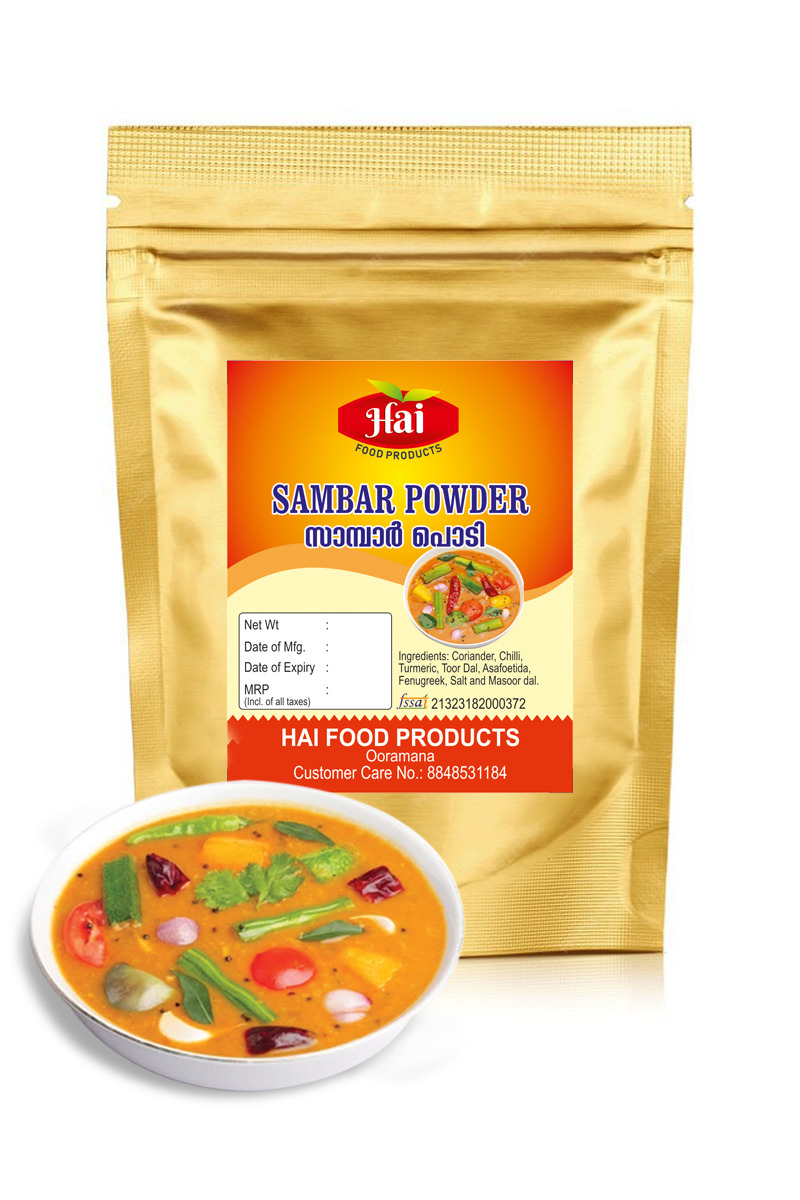 Hai
FOOD PRODUCTS
SAMBAR POWDER
സാമ്പാർ പൊടി
Net Wt :
Date of Mfg. :
Date of Expiry :
MRP :
(Incl. of all taxes)
Ingredients: Coriander, Chilli,
Turmeric, Toor Dal, Asafoetida,
Fenugreek, Salt and Masoor dal.
fssai 21323182000372
HAI FOOD PRODUCTS
Ooramana
Customer Care No.: 8848531184